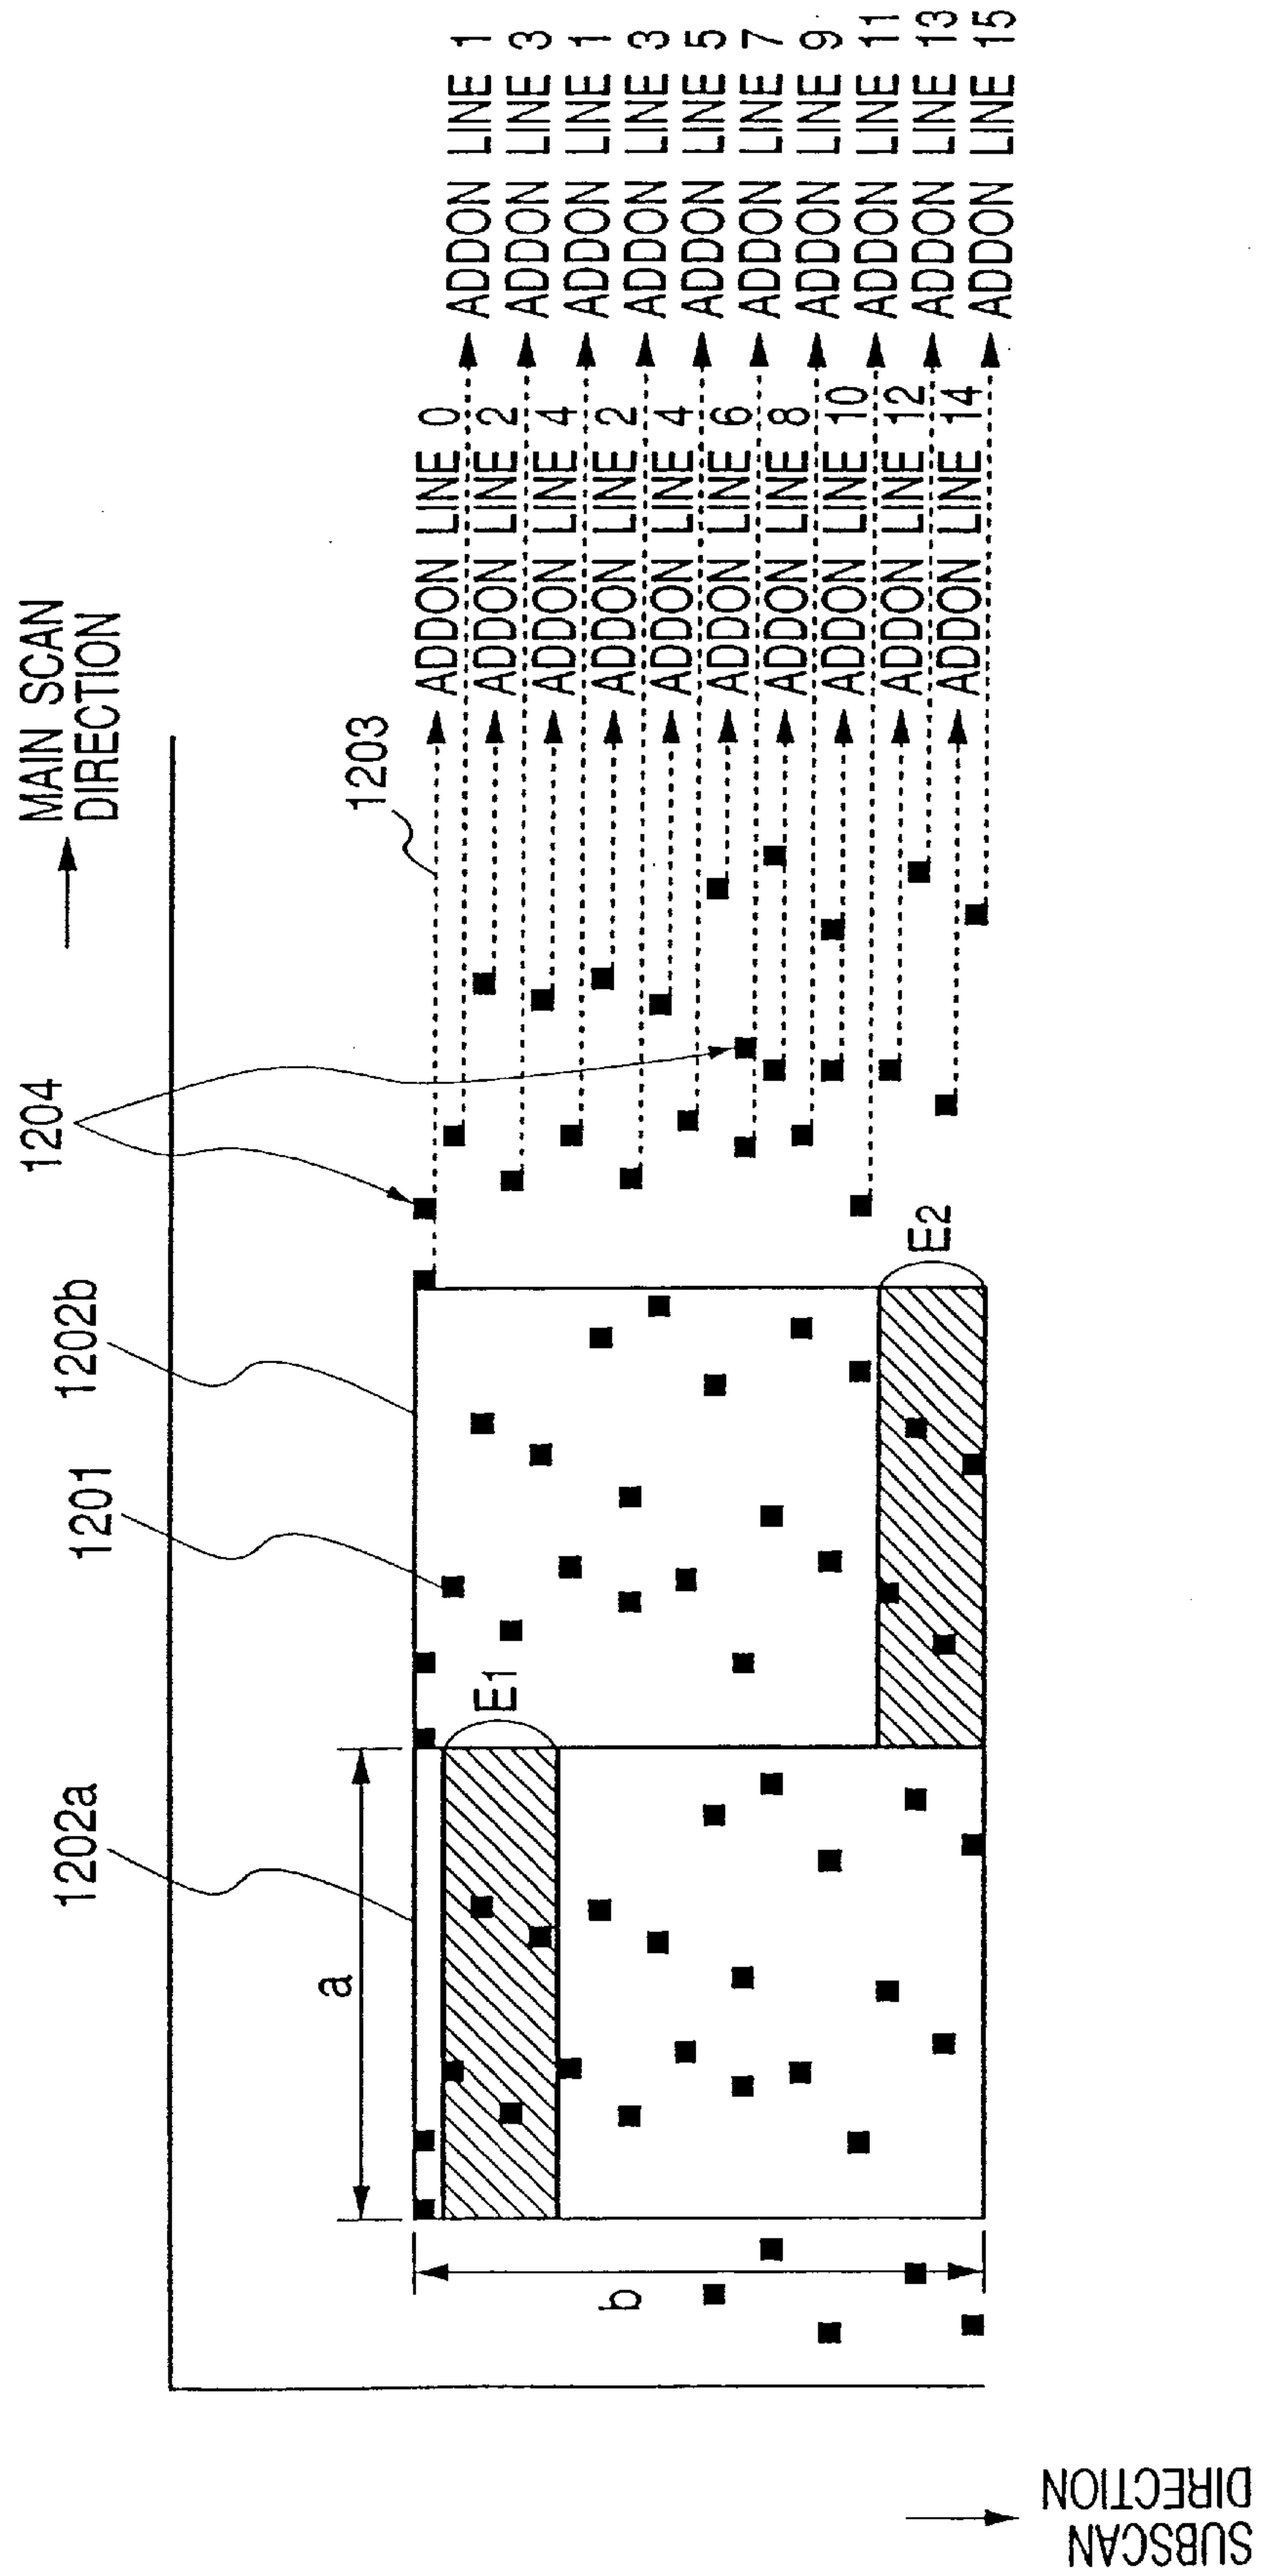 MAIN SCAN
DIRECTION
1204
1202b
1201
1202a
1203
a
b
E1
E2
ADDON LINE 0
ADDON LINE 1
ADDON LINE 2
ADDON LINE 3
ADDON LINE 4
ADDON LINE 1
ADDON LINE 2
ADDON LINE 3
ADDON LINE 4
ADDON LINE 5
ADDON LINE 6
ADDON LINE 7
ADDON LINE 8
ADDON LINE 9
ADDON LINE 10
ADDON LINE 11
ADDON LINE 12
ADDON LINE 13
ADDON LINE 14
ADDON LINE 15
SUBSCAN
DIRECTION